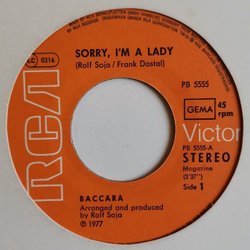 SORRY, I'M A LADY
(Rolf Soja / Frank Dostal)
LC 0316
PB 5555
GEMA
45
rpm
RCA
Victor
PB 5555-A
STEREO
Magazine
(3'37")
Side 1
BACCARA
Arranged and produced
by Rolf Soja
℗ 1977